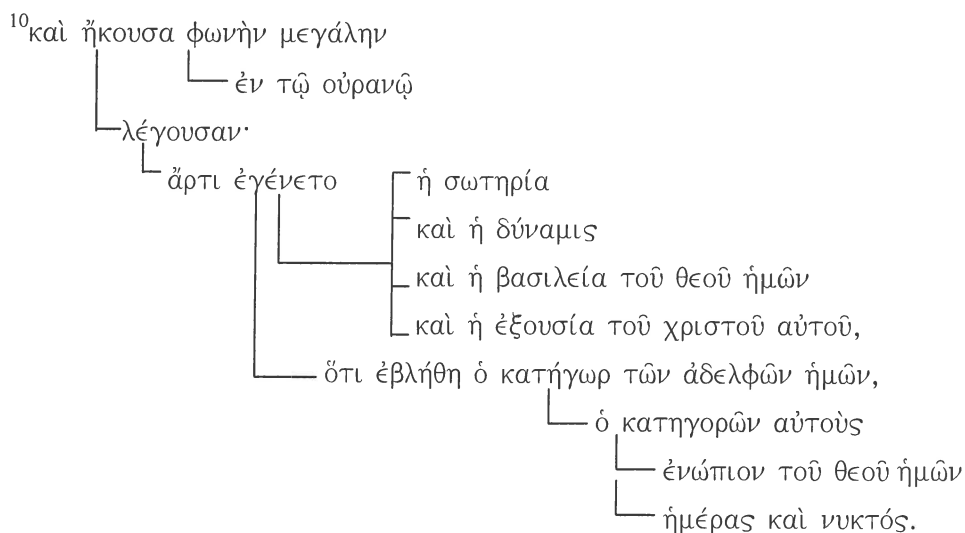 10καὶ ἤκουσα φωνὴν μεγάλην
ἐν τῷ οὐρανῷ
λέγουσαν·
ἄρτι ἐγένετο ἡ σωτηρία
καὶ ἡ δύναμις
καὶ ἡ βασιλεία τοῦ θεοῦ ἡμῶν
καὶ ἡ ἐξουσία τοῦ χριστοῦ αὐτοῦ,
ὅτι ἐβλήθη ὁ κατήγωρ τῶν ἀδελφῶν ἡμῶν,
ὁ κατηγορῶν αὐτοὺς
ἐνώπιον τοῦ θεοῦ ἡμῶν
ἡμέρας καὶ νυκτός.